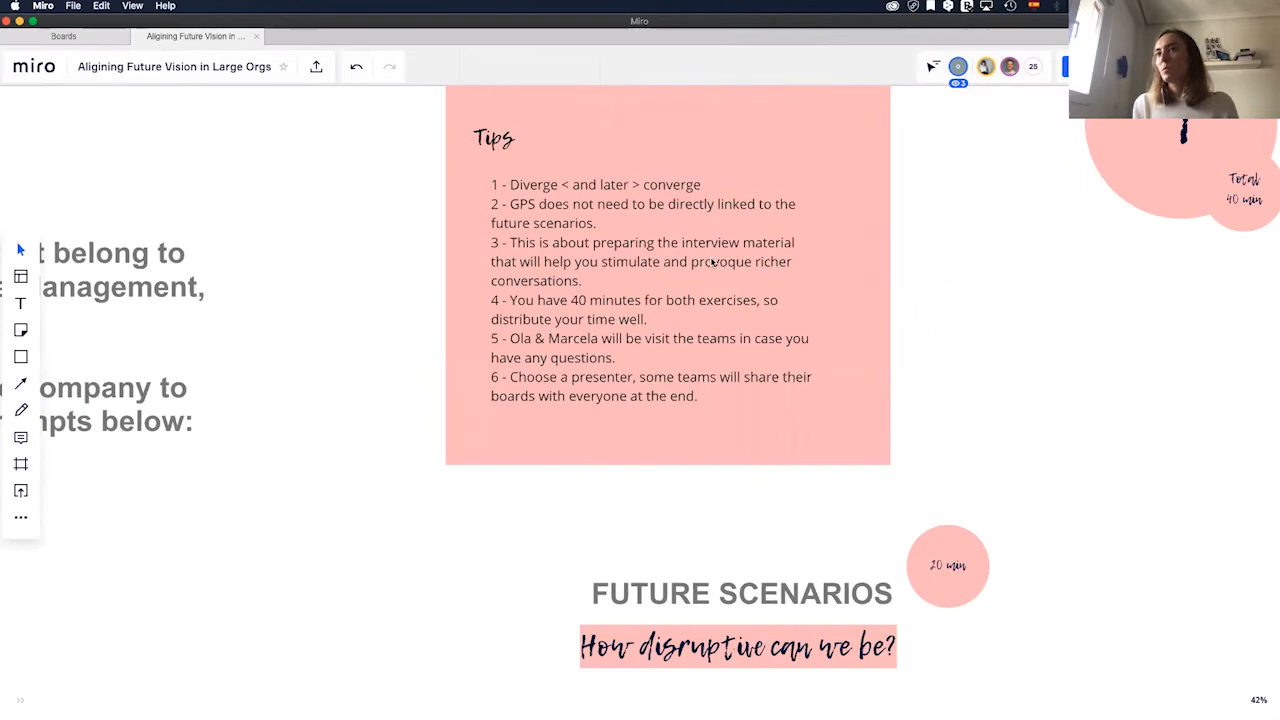 Miro File Edit View Help
Miro
Boards
Aligining Future Vision in ...
miro Aligining Future Vision in Large Orgs
3
25
Tips
1 - Diverge < and later > converge
2 - GPS does not need to be directly linked to the
future scenarios.
3 - This is about preparing the interview material
that will help you stimulate and provoque richer
conversations.
4 - You have 40 minutes for both exercises, so
distribute your time well.
5 - Ola & Marcela will be visit the teams in case you
have any questions.
6 - Choose a presenter, some teams will share their
boards with everyone at the end.
Total
40 min
t belong to
anagement,
ompany to
mpts below:
20 min
FUTURE SCENARIOS
How disruptive can we be?
42%